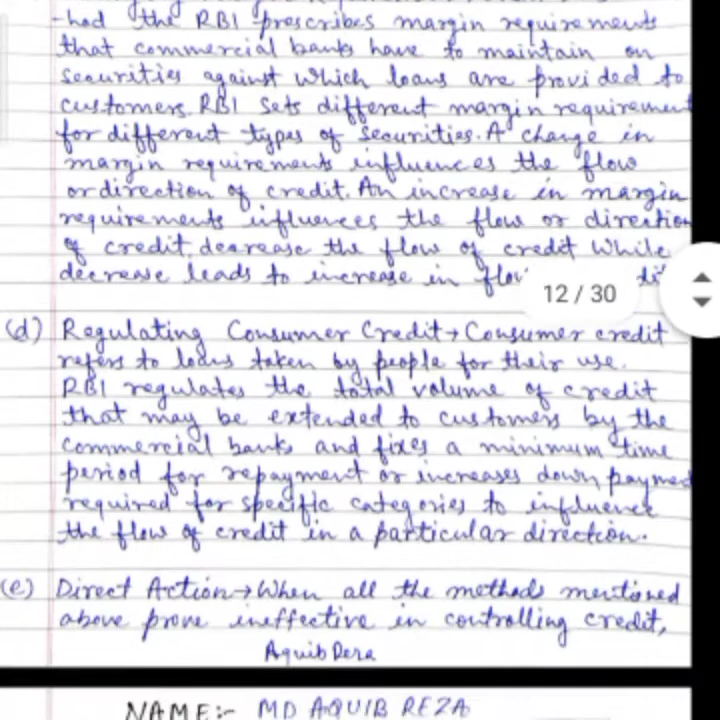 -hod the RBI prescribes margin requirements
that commercial banks have to maintain on
securities against which loans are provided to
customers. RBI sets different margin requirement
for different types of securities. A change in
margin requirements influences the flow
or direction of credit. An increase in margin
requirements influences the flow or direction
of credit decrease the flow of credit while
decrease leads to increase in flow
12 / 30
(d) Regulating Consumer Credit → Consumer credit
refers to loans taken by people for their use.
RBI regulates the total volume of credit
that may be extended to customers by the
commercial banks and fixes a minimum time
period for repayment or increases down paymen
required for specific categories to influence
the flow of credit in a particular direction.
(e) Direct Action → When all the methods mentioned
above prove ineffective in controlling credit,
Aquib Reza
NAME:- MD AQUIB REZA